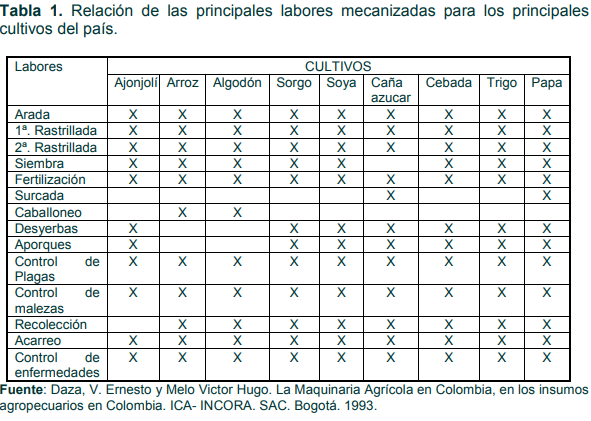 Tabla 1. Relación de las principales labores mecanizadas para los principales
cultivos del país.
Labores CULTIVOS
Ajonjolí Arroz Algodón Sorgo Soya Caña azucar Cebada Trigo Papa
Arada X X X X X X X X X
1ª. Rastrillada X X X X X X X X X
2ª. Rastrillada X X X X X X X X X
Siembra X X X X X X X X
Fertilización X X X X X X X X X
Surcada X X
Caballoneo X X
Desyerbas X X X X X X X
Aporques X X X X X X X
Control de Plagas X X X X X X X X X
Control de malezas X X X X X X X X X
Recolección X X X X X X X X
Acarreo X X X X X X X X X
Control de enfermedades X X X X X X X X X
Fuente: Daza, V. Ernesto y Melo Victor Hugo. La Maquinaria Agrícola en Colombia, en los insumos
agropecuarios en Colombia. ICA- INCORA. SAC. Bogotá. 1993.